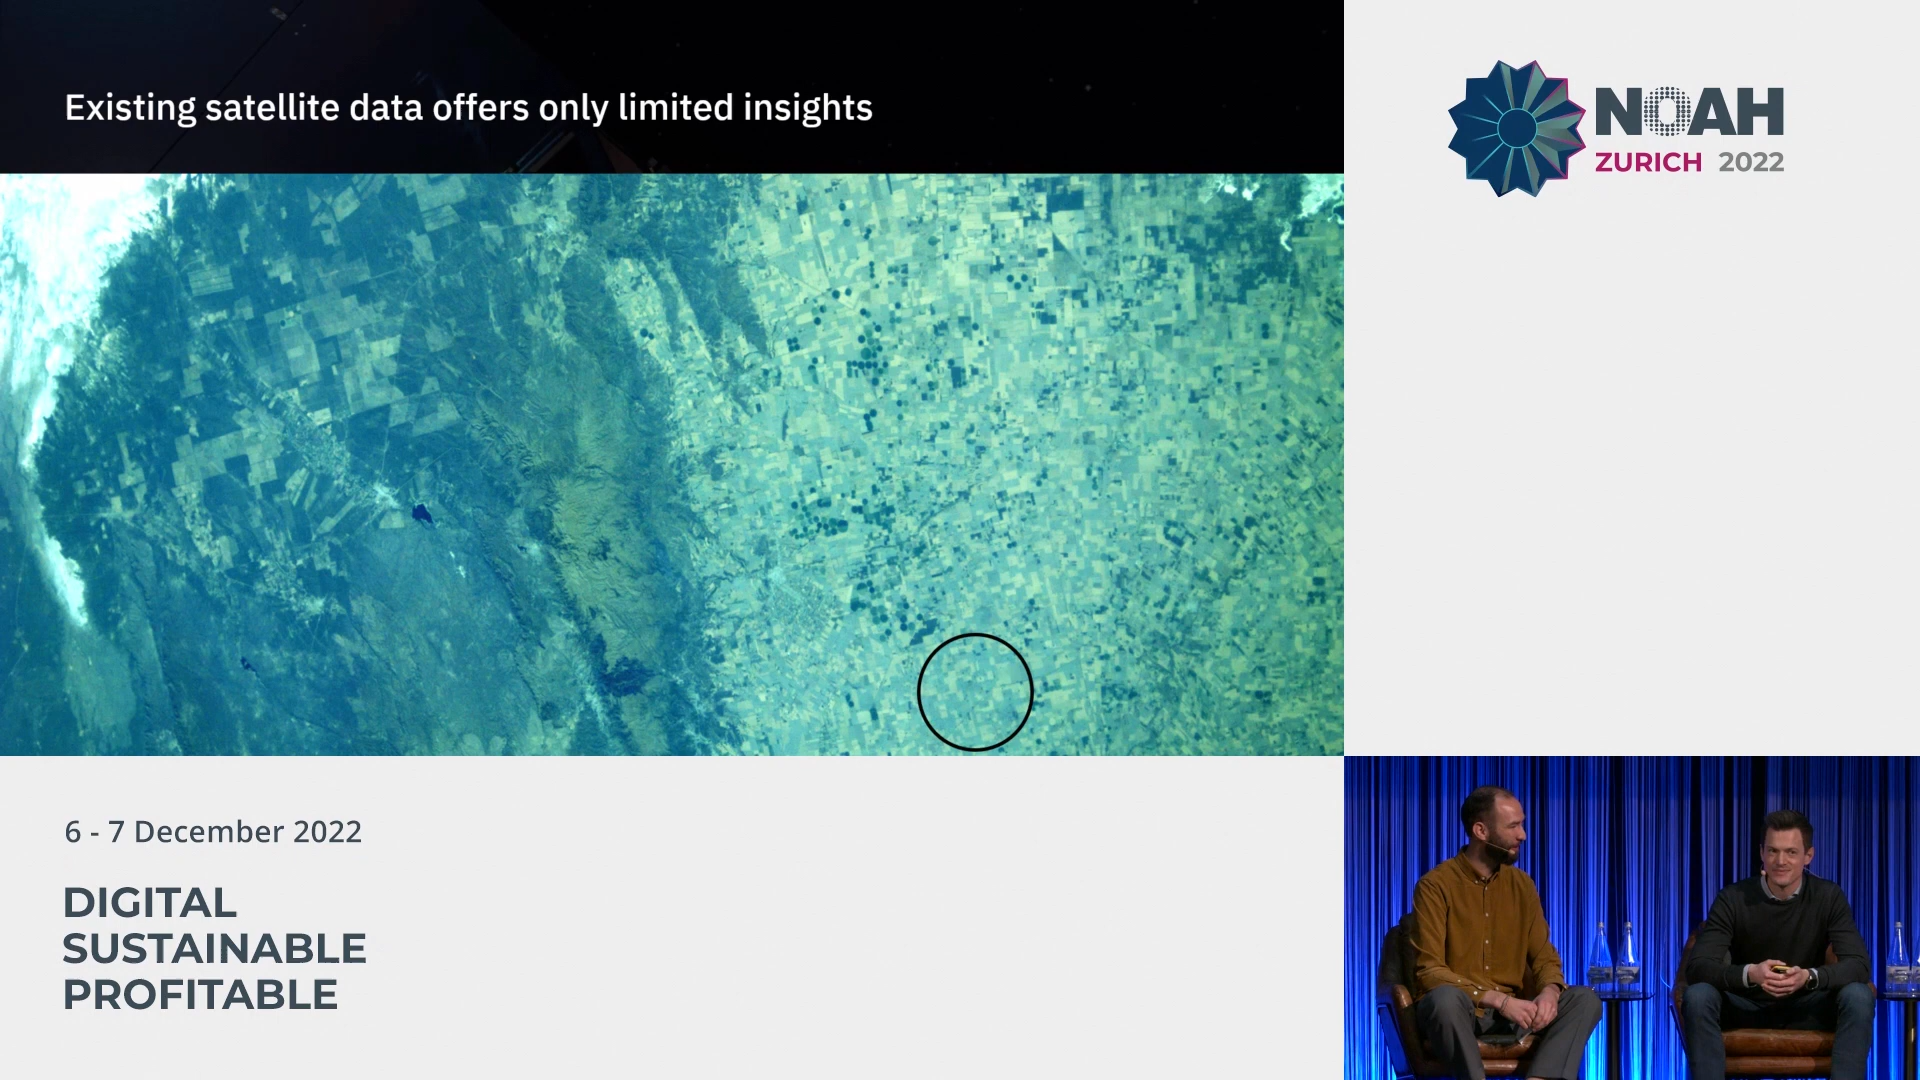 Existing satellite data offers only limited insights
NOAH
ZURICH 2022
6 - 7 December 2022
DIGITAL
SUSTAINABLE
PROFITABLE